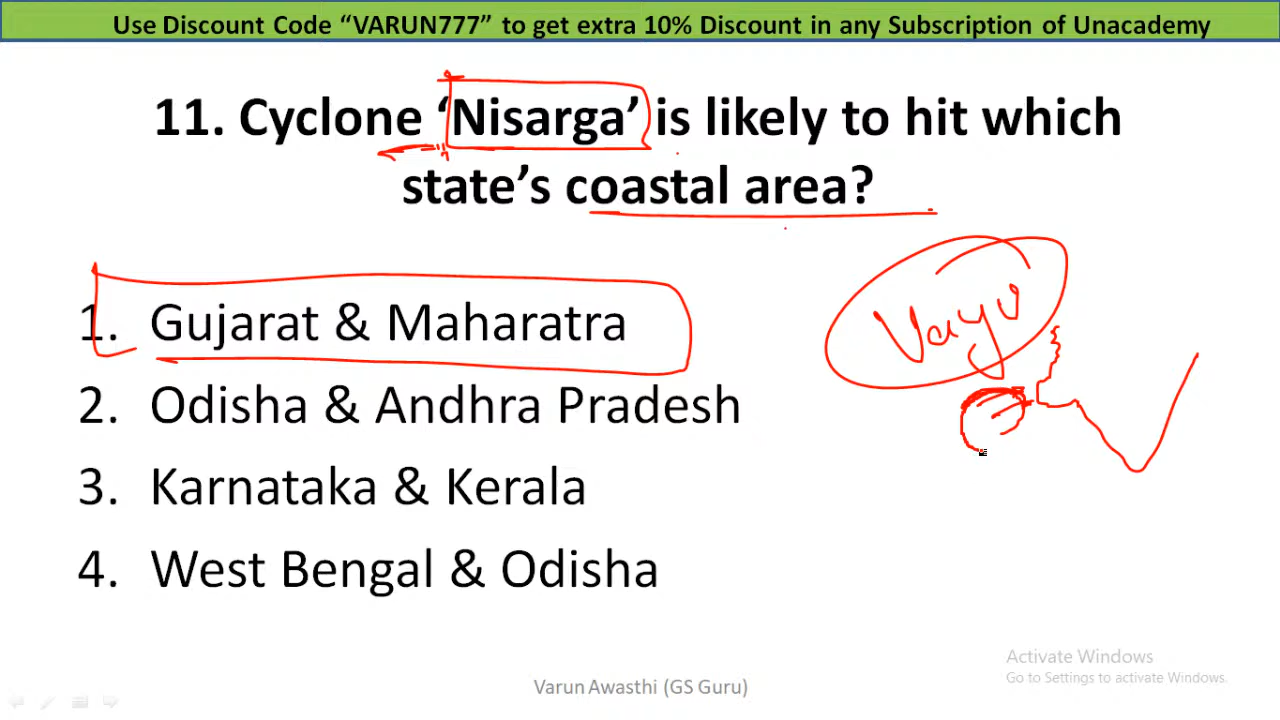 Use Discount Code “VARUN777” to get extra 10% Discount in any Subscription of Unacademy
11. Cyclone ‘Nisarga’ is likely to hit which
state’s coastal area?
1. Gujarat & Maharatra
2. Odisha & Andhra Pradesh
3. Karnataka & Kerala
4. West Bengal & Odisha
Vayu
Activate Windows
Go to Settings to activate Windows.
Varun Awasthi (GS Guru)